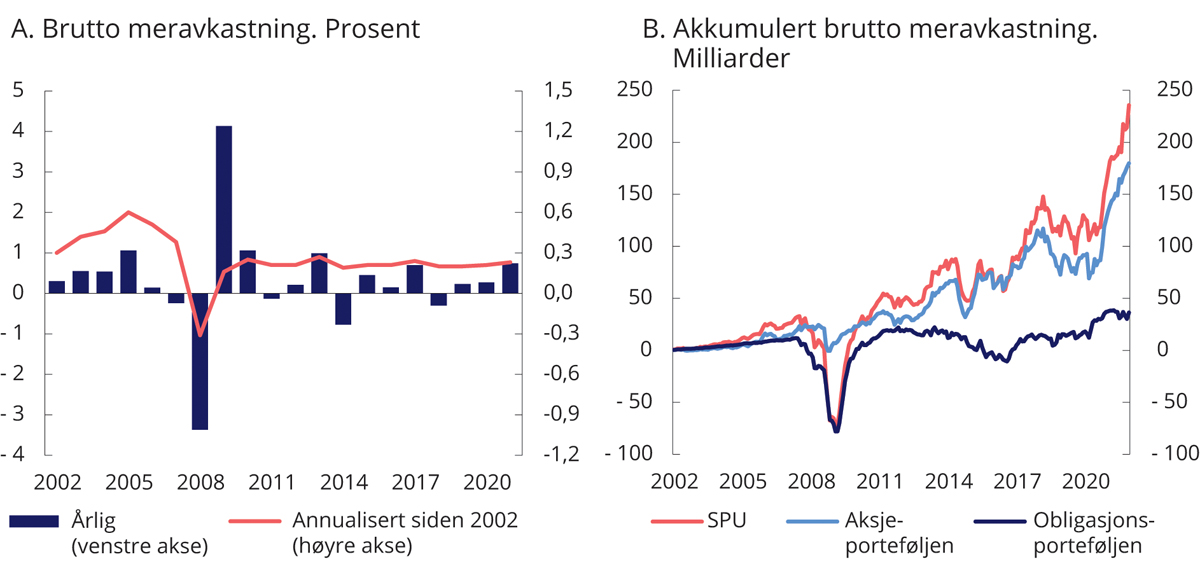 A. Brutto meravkastning. Prosent
5
4
3
2
1
0
- 1
- 2
- 3
- 4
1,5
1,2
0,9
0,6
0,3
0,0
-0,3
-0,6
-0,9
-1,2
2002 2005 2008 2011 2014 2017 2020
Årlig
(venstre akse)
Annualisert siden 2002
(høyre akse)
B. Akkumulert brutto meravkastning.
Milliarder
250
200
150
100
50
0
- 50
- 100
250
200
150
100
50
0
- 50
- 100
2002 2005 2008 2011 2014 2017 2020
SPU
Aksje-
porteføljen
Obligasjons-
porteføljen